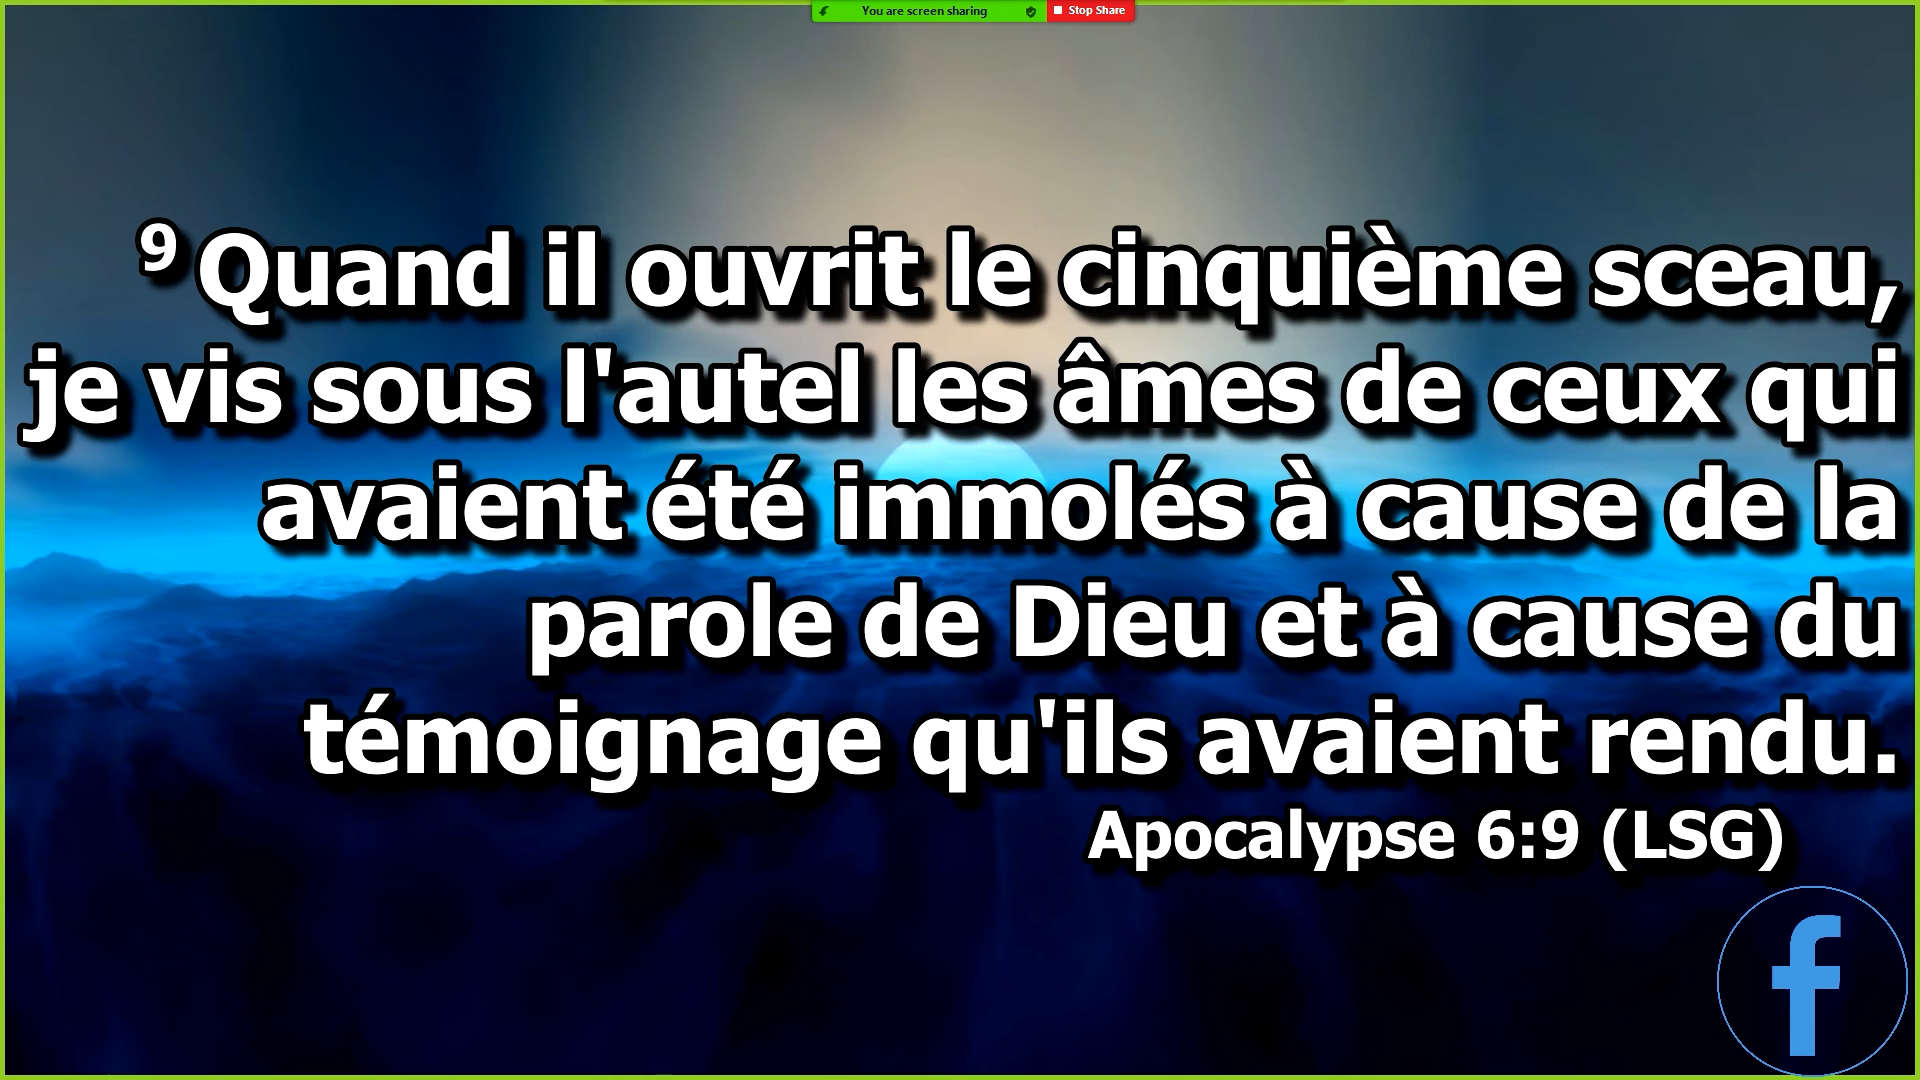 You are screen sharing Stop Share
9 Quand il ouvrit le cinquième sceau,
je vis sous l'autel les âmes de ceux qui
avaient été immolés à cause de la
parole de Dieu et à cause du
témoignage qu'ils avaient rendu.
Apocalypse 6:9 (LSG)
f